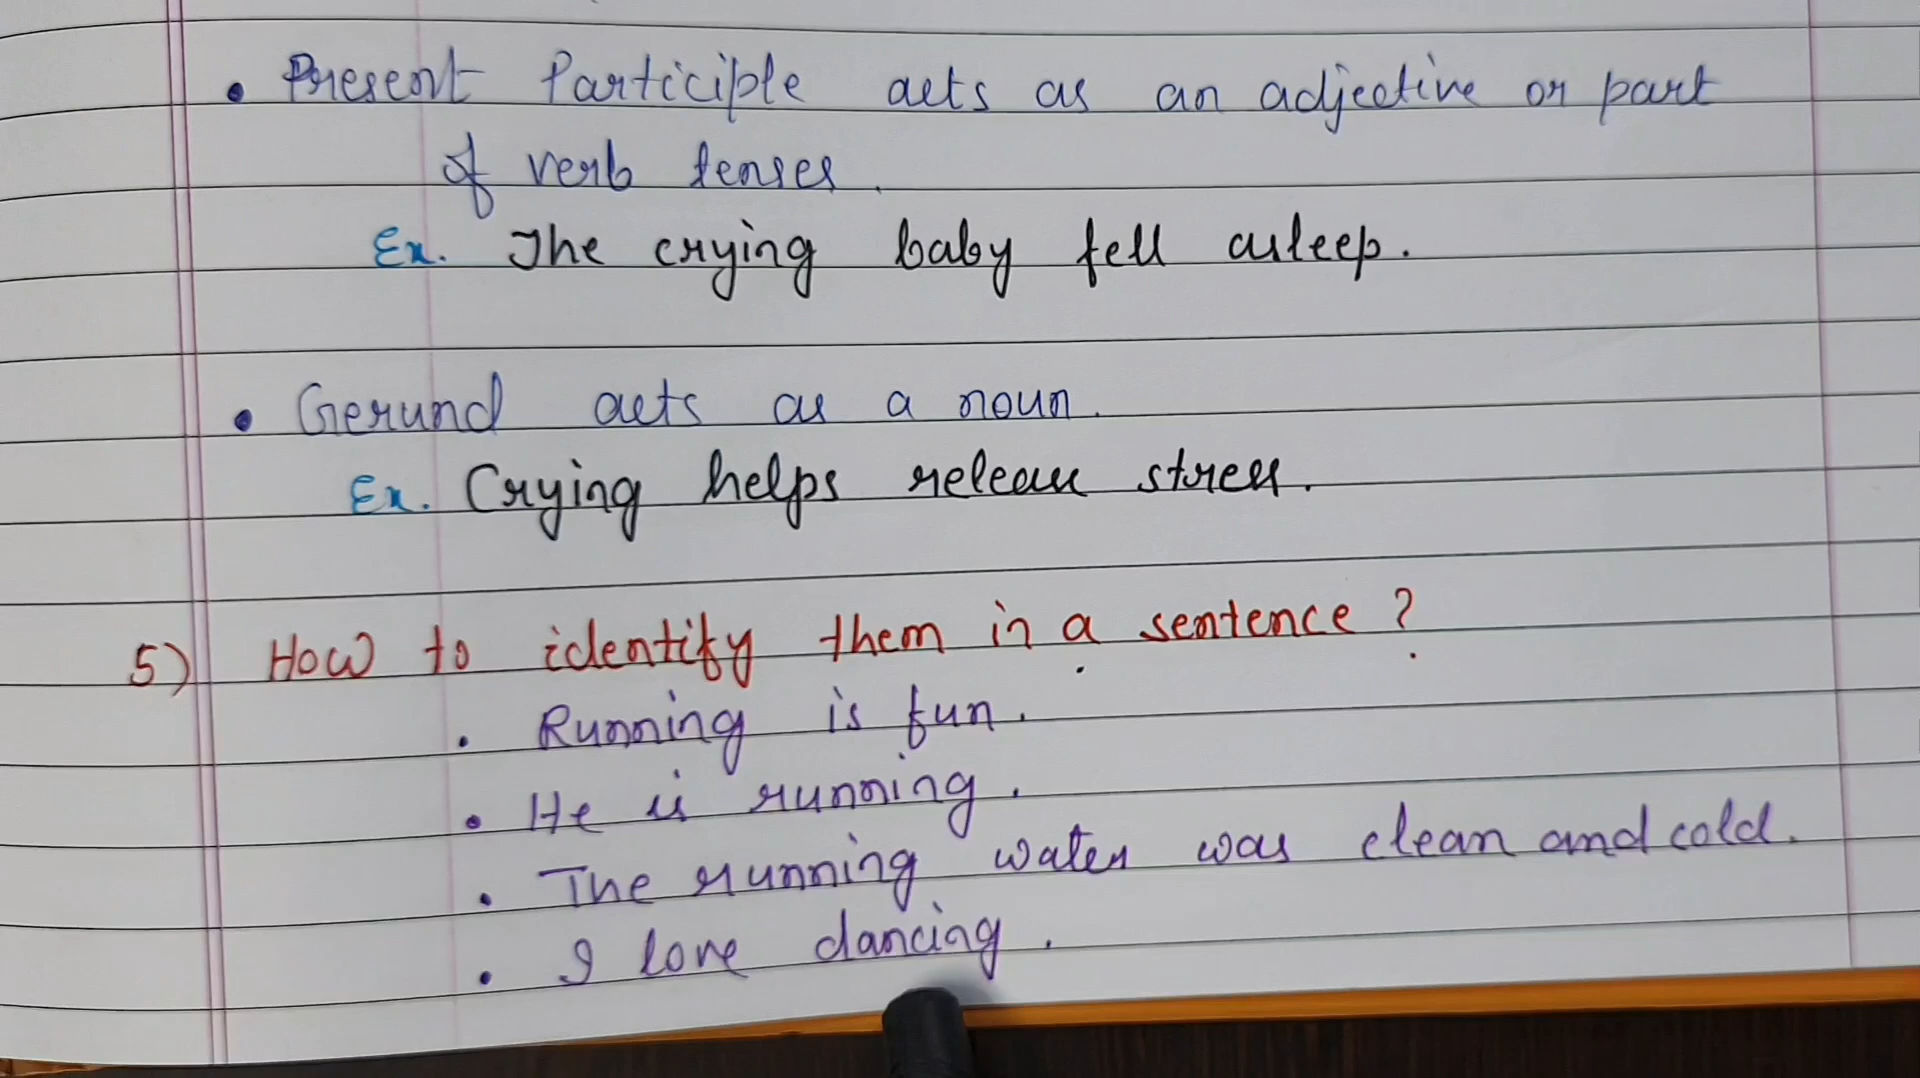 • Present Participle acts as an adjective or part
of verb tenses.
Ex. The crying baby fell asleep.
• Gerund acts as a noun.
Ex. Crying helps release stress.
5) How to identify them in a sentence?
• Running is fun.
• He is running.
• The running water was clean and cold.
• I love dancing.